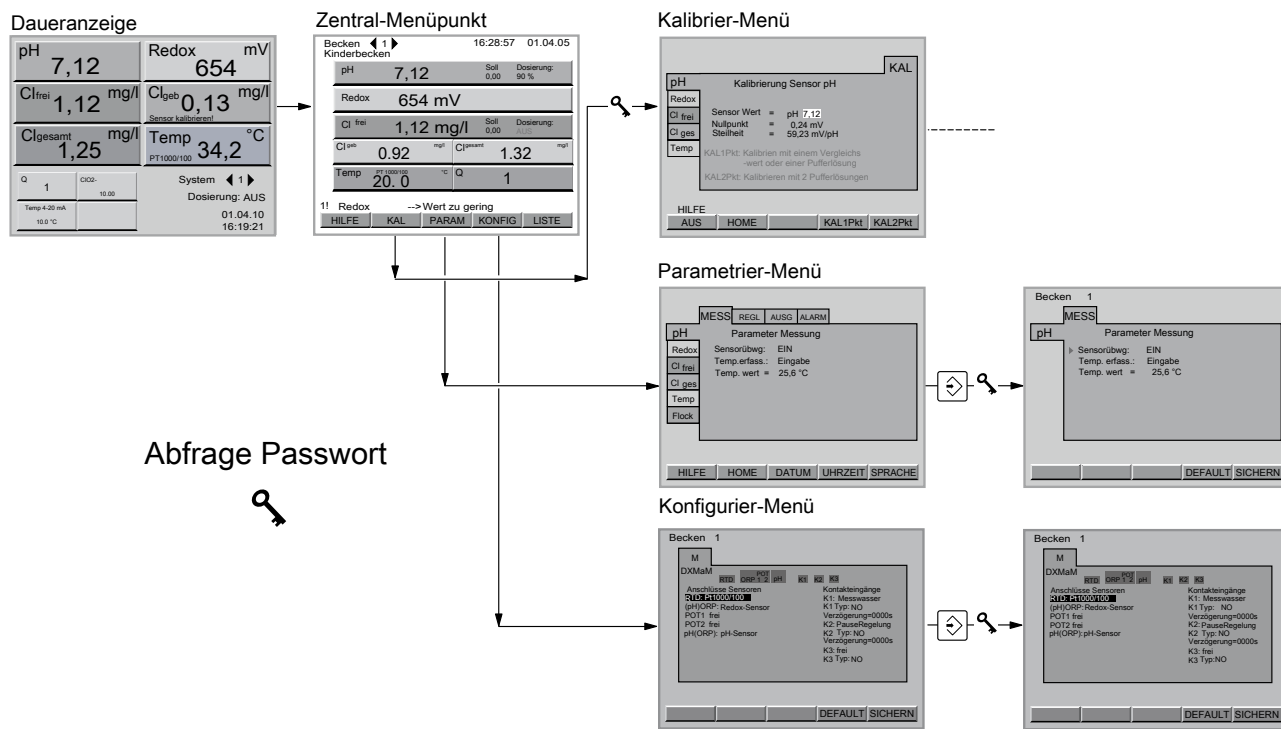 Daueranzeige
pH
7,12
Redox mV
654
Cl frei 1,12 mg/l
Cl geb 0,13 mg/l
Sensor kalibrieren!
Cl gesamt mg/l
1,25
Temp °C
PT1000/100 34,2
Q
1
ClO2-
10.00
Temp 4-20 mA
10.0 °C
System 1
Dosierung: AUS
01.04.10
16:19:21
Zentral-Menüpunkt
Becken 1 16:28:57 01.04.05
Kinderbecken
pH 7,12 Soll Dosierung:
0,00 90 %
Redox 654 mV
Cl frei 1,12 mg/l Soll Dosierung:
0,00 AUS
Cl geb mg/l Cl gesamt mg/l
0.92 1.32
Temp PT 1000/100 °C Q
20. 0 1
1! Redox -->Wert zu gering
HILFE KAL PARAM KONFIG LISTE
Kalibrier-Menü
KAL
pH Kalibrierung Sensor pH
Redox
Cl frei
Cl ges
Temp
Sensor Wert = pH 7,12
Nullpunkt = 0,24 mV
Steilheit = 59,23 mV/pH
KAL1Pkt: Kalibrien mit einem Vergleichs
-wert oder einer Pufferlösung
KAL2Pkt: Kalibrieren mit 2 Pufferlösungen
HILFE
AUS HOME KAL1Pkt KAL2Pkt
Parametrier-Menü
MESS REGL AUSG ALARM
pH Parameter Messung
Redox Sensorübwg: EIN
Cl frei Temp.erfass.: Eingabe
Cl ges Temp. wert = 25,6 °C
Temp
Flock
HILFE HOME DATUM UHRZEIT SPRACHE
Becken 1
MESS
pH Parameter Messung
Sensorübwg: EIN
Temp.erfass.: Eingabe
Temp. wert = 25,6 °C
DEFAULT SICHERN
Abfrage Passwort
Konfigurier-Menü
Becken 1
M
DXMaM
POT
RTD ORP 1 2 pH K1 K2 K3
Anschlüsse Sensoren Kontakteingänge
RTD: Pt1000/100 K1: Messwasser
(pH)ORP: Redox-Sensor K1 Typ: NO
POT1 frei Verzögerung=0000s
POT2 frei K2: PauseRegelung
pH(ORP): pH-Sensor K2 Typ: NO
Verzögerung=0000s
K3: frei
K3 Typ:NO
DEFAULT SICHERN
Becken 1
M
DXMaM
POT
RTD ORP 1 2 pH K1 K2 K3
Anschlüsse Sensoren Kontakteingänge
RTD: Pt1000/100 K1: Messwasser
(pH)ORP: Redox-Sensor K1 Typ: NO
POT1 frei Verzögerung=0000s
POT2 frei K2: PauseRegelung
pH(ORP): pH-Sensor K2 Typ: NO
Verzögerung=0000s
K3: frei
K3 Typ:NO
DEFAULT SICHERN